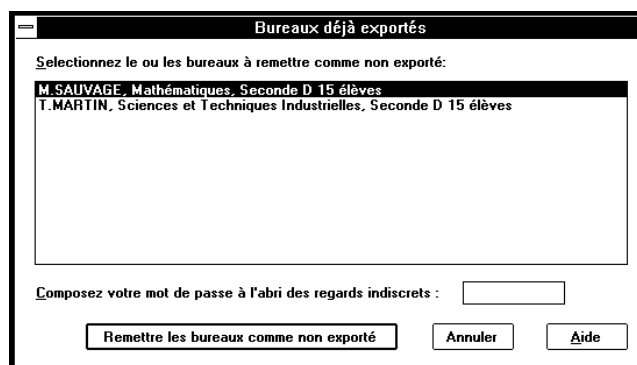 Bureaux déjà exportés
Selectionnez le ou les bureaux à remettre comme non exporté:
M.SAUVAGE, Mathématiques, Seconde D 15 élèves
T.MARTIN, Sciences et Techniques Industrielles, Seconde D 15 élèves
Composez votre mot de passe à l'abri des regards indiscrets :
Remettre les bureaux comme non exporté Annuler Aide